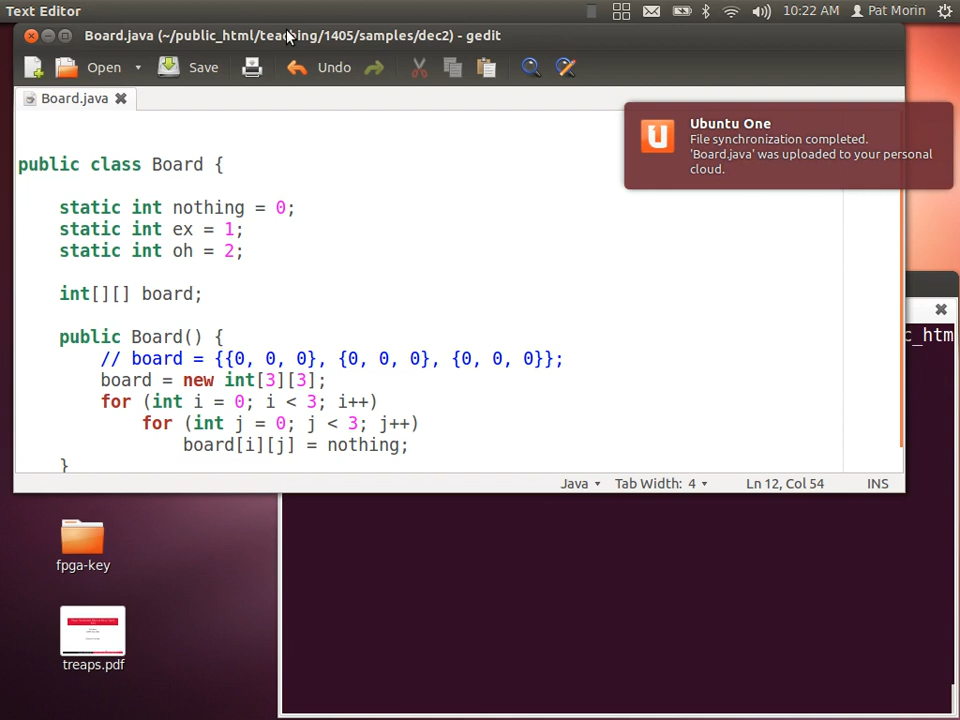 Text Editor
10:22 AM
Pat Morin
Board.java (~/public_html/teaching/1405/samples/dec2) - gedit
Open
Save
Undo
Board.java
Ubuntu One
File synchronization completed.
'Board.java' was uploaded to your personal
cloud.
public class Board {
static int nothing = 0;
static int ex = 1;
static int oh = 2;
int[][] board;
public Board() {
// board = {{0, 0, 0}, {0, 0, 0}, {0, 0, 0}};
board = new int[3][3];
for (int i = 0; i < 3; i++)
for (int j = 0; j < 3; j++)
board[i][j] = nothing;
}
c_htm
Java
Tab Width: 4
Ln 12, Col 54
INS
fpga-key
treaps.pdf